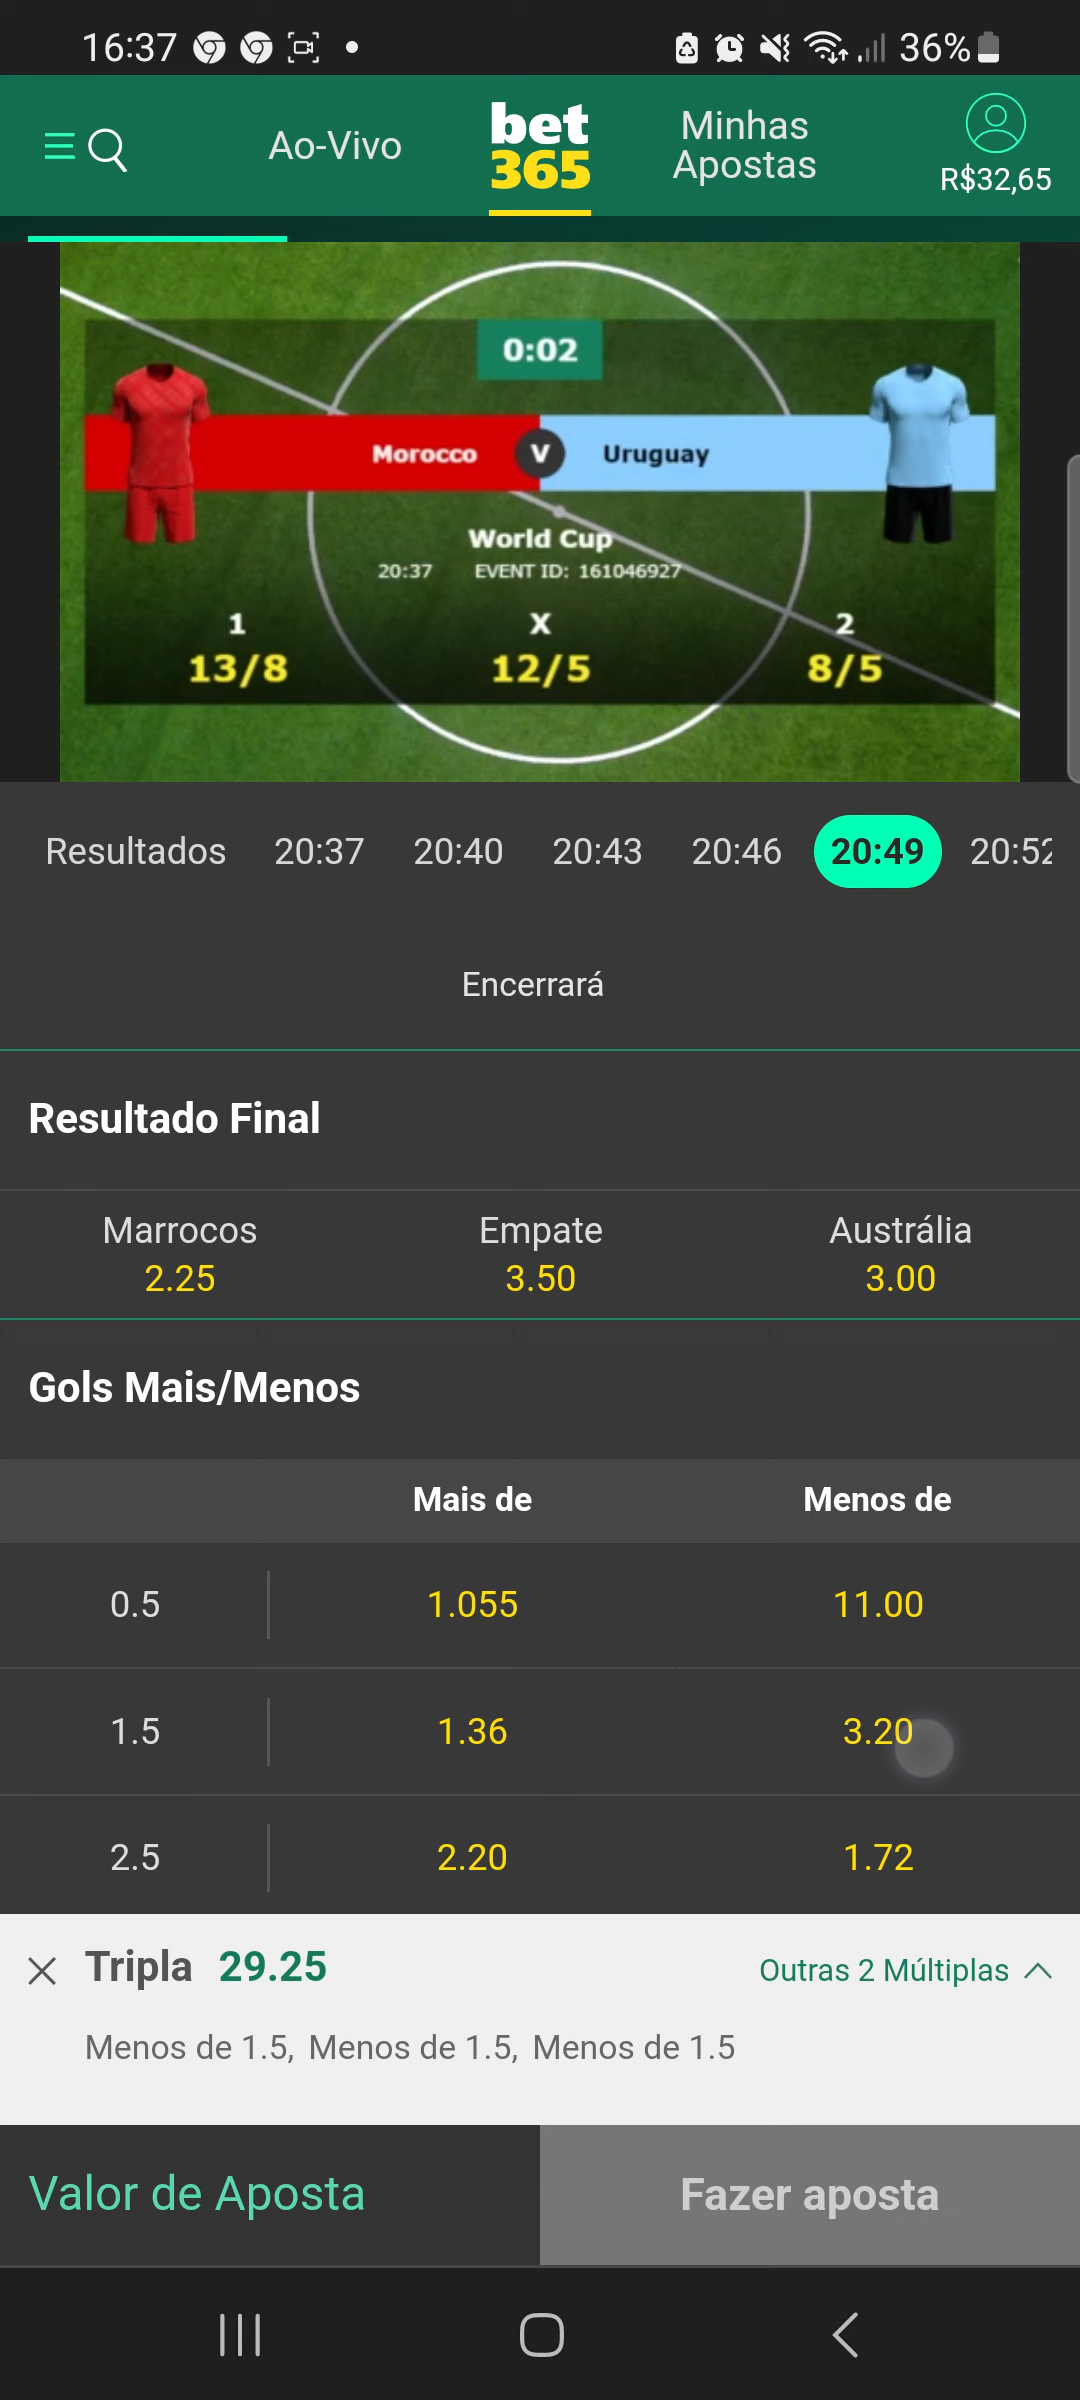 16:37 36%
Ao-Vivo bet365 Minhas Apostas R$32,65
0:02
Morocco V Uruguay
World Cup
20:37 EVENT ID: 161046927
1 X 2
13/8 12/5 8/5
Resultados 20:37 20:40 20:43 20:46 20:49 20:52
Encerrará
Resultado Final
Marrocos Empate Austrália
2.25 3.50 3.00
Gols Mais/Menos
Mais de Menos de
0.5 1.055 11.00
1.5 1.36 3.20
2.5 2.20 1.72
Tripla 29.25 Outras 2 Múltiplas
Menos de 1.5, Menos de 1.5, Menos de 1.5
Valor de Aposta Fazer aposta